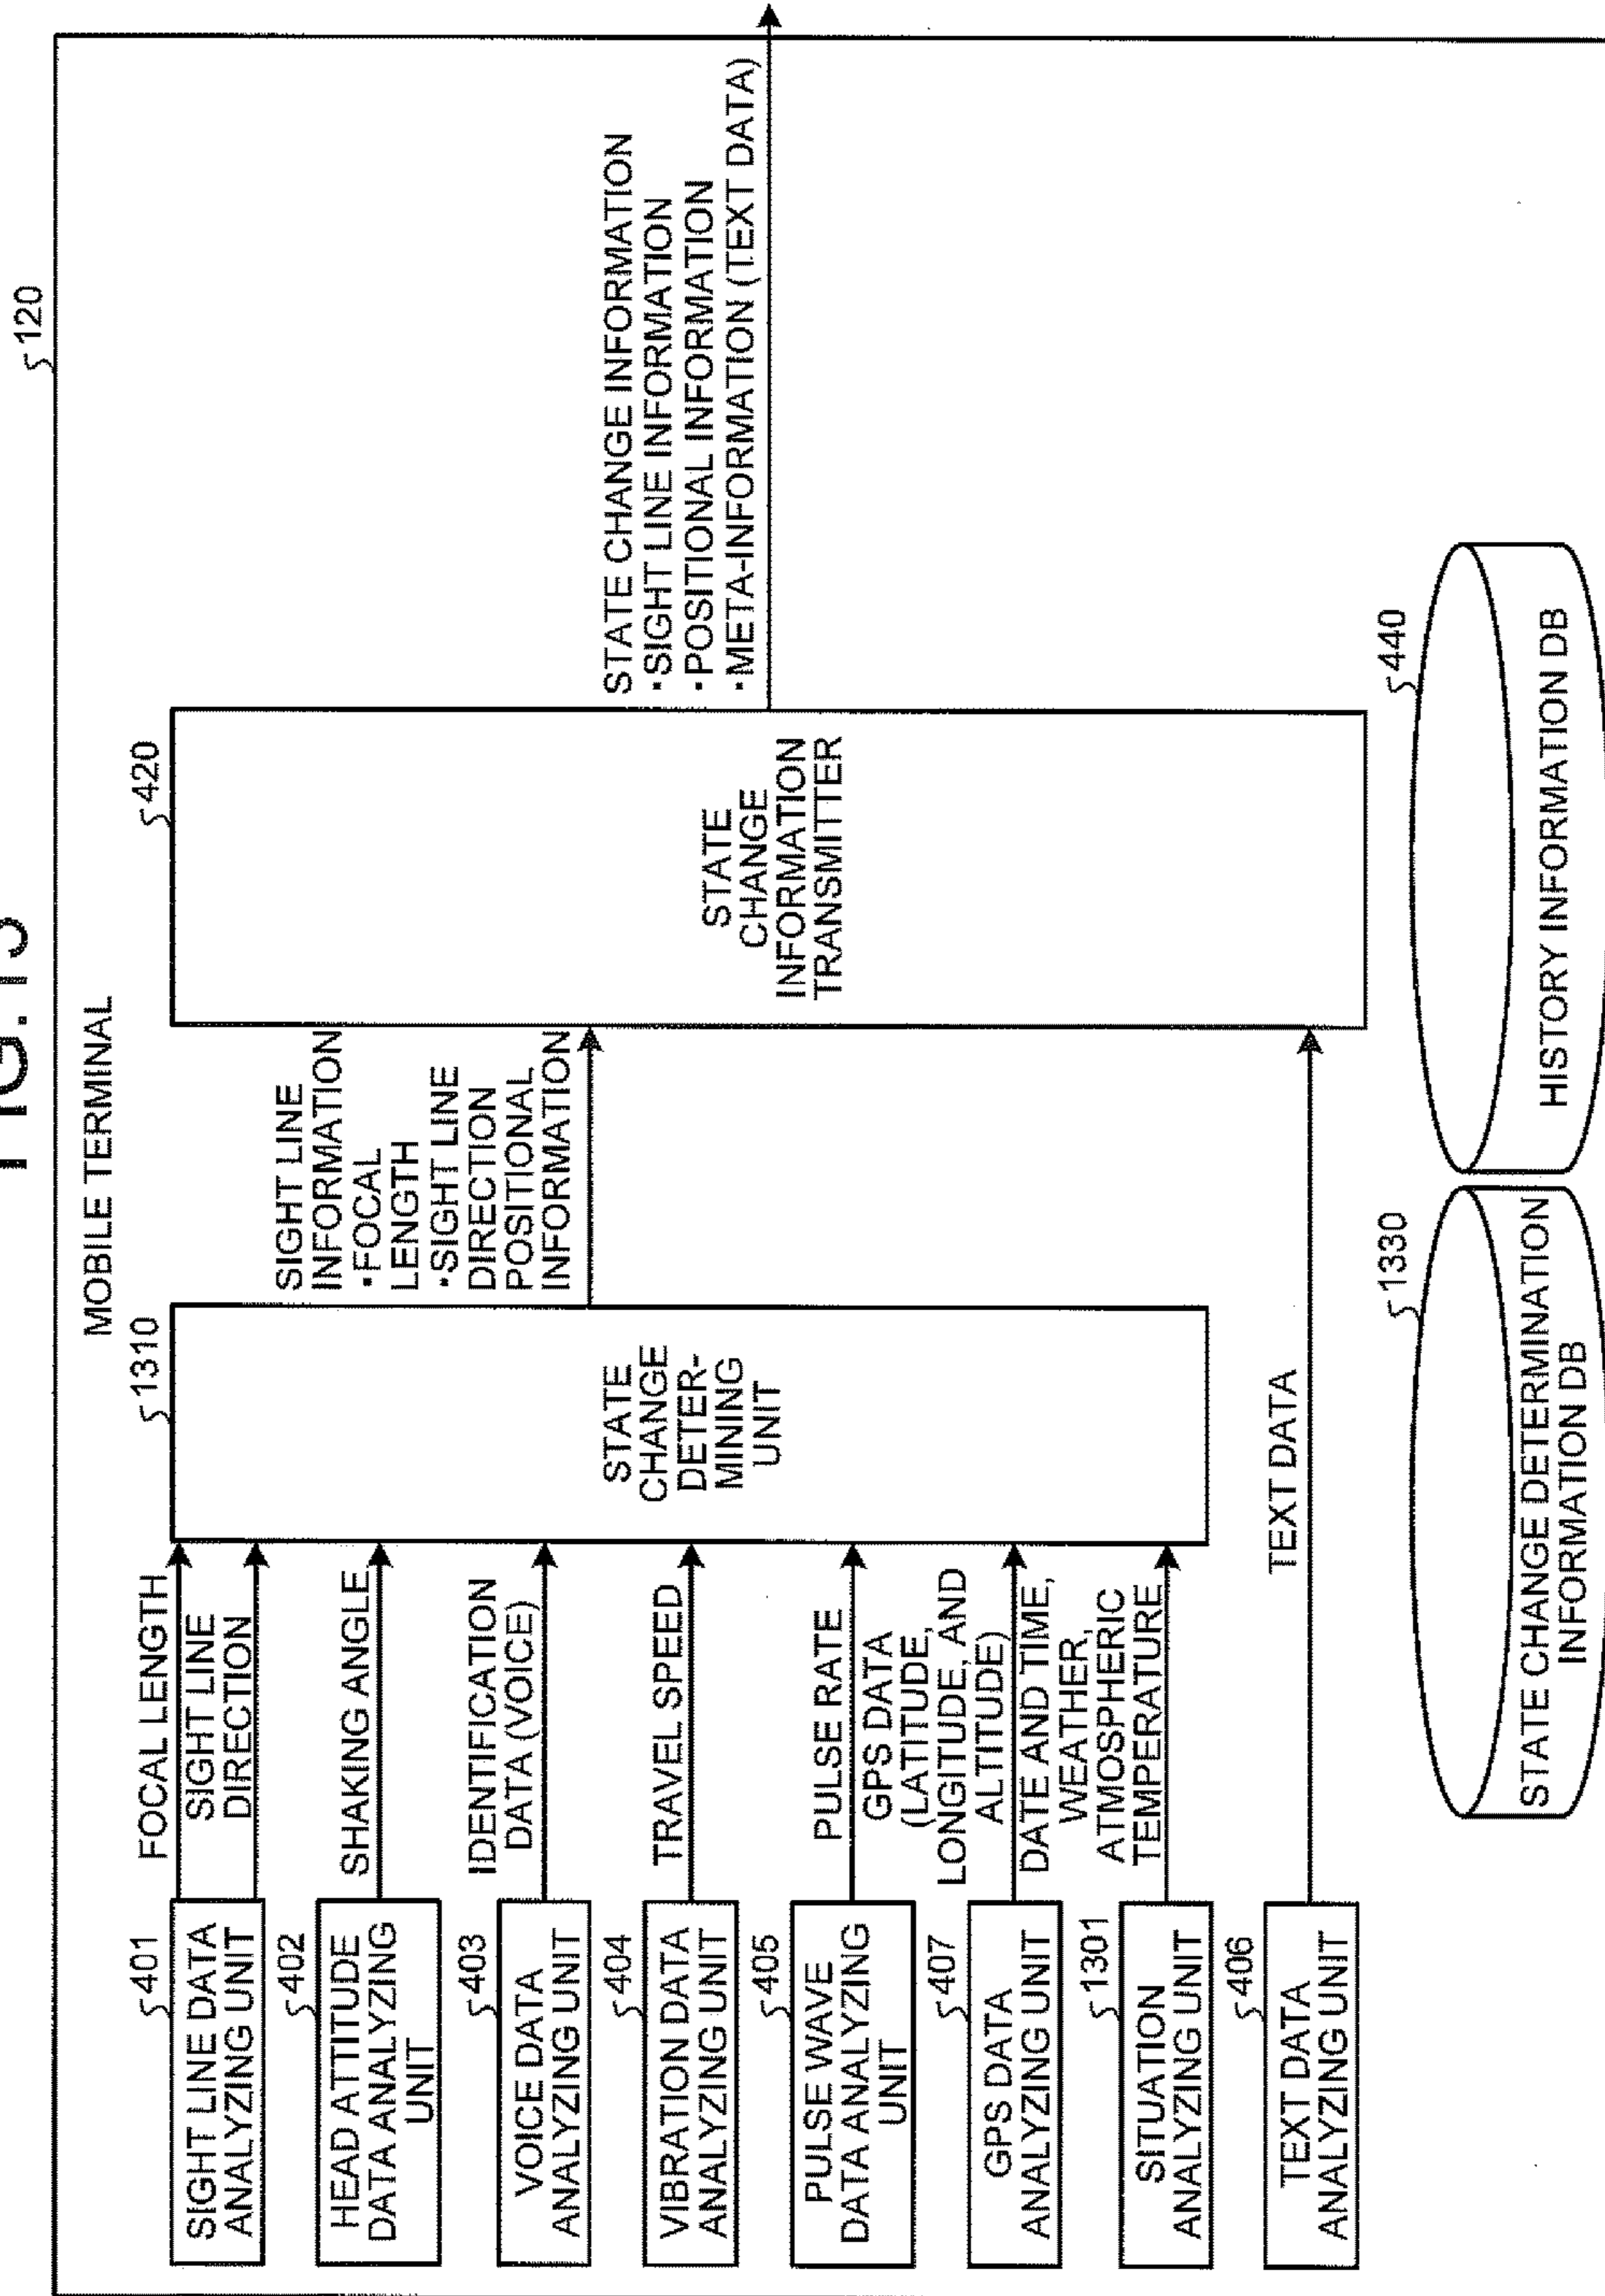 FIG.13
120
MOBILE TERMINAL
401
SIGHT LINE DATA
ANALYZING UNIT
FOCAL LENGTH
SIGHT LINE
DIRECTION
402
HEAD ATTITUDE
DATA ANALYZING
UNIT
SHAKING ANGLE
403
VOICE DATA
ANALYZING UNIT
IDENTIFICATION
DATA (VOICE)
404
VIBRATION DATA
ANALYZING UNIT
TRAVEL SPEED
405
PULSE WAVE
DATA ANALYZING
UNIT
PULSE RATE
407
GPS DATA
ANALYZING UNIT
GPS DATA
(LATITUDE,
LONGITUDE, AND
ALTITUDE)
1301
SITUATION
ANALYZING UNIT
DATE AND TIME,
WEATHER,
ATMOSPHERIC
TEMPERATURE
406
TEXT DATA
ANALYZING UNIT
TEXT DATA
1310
STATE
CHANGE
DETER-
MINING
UNIT
SIGHT LINE
INFORMATION
·FOCAL
LENGTH
·SIGHT LINE
DIRECTION
POSITIONAL
INFORMATION
420
STATE
CHANGE
INFORMATION
TRANSMITTER
STATE CHANGE INFORMATION
·SIGHT LINE INFORMATION
·POSITIONAL INFORMATION
·META-INFORMATION (TEXT DATA)
1330
STATE CHANGE DETERMINATION
INFORMATION DB
440
HISTORY INFORMATION DB